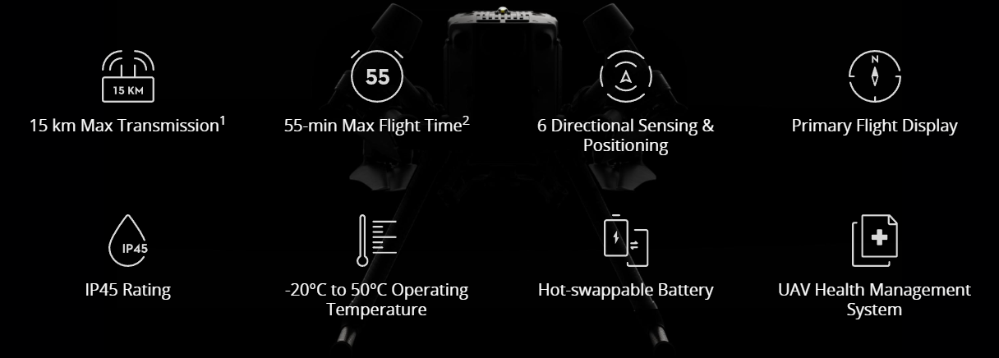 15 KM
55
N
15 km Max Transmission1
55-min Max Flight Time2
6 Directional Sensing &
Positioning
Primary Flight Display
IP45
IP45 Rating
-20°C to 50°C Operating
Temperature
Hot-swappable Battery
UAV Health Management
System